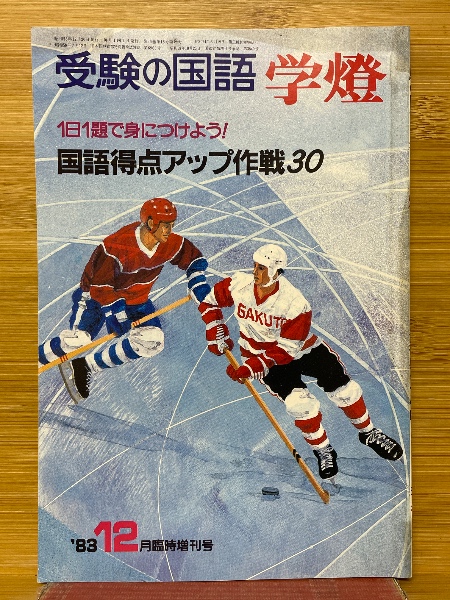 受験の国語 学燈
1日1題で身につけよう!
国語得点アップ作戦30
GAKUTO
'83 12月臨時増刊号